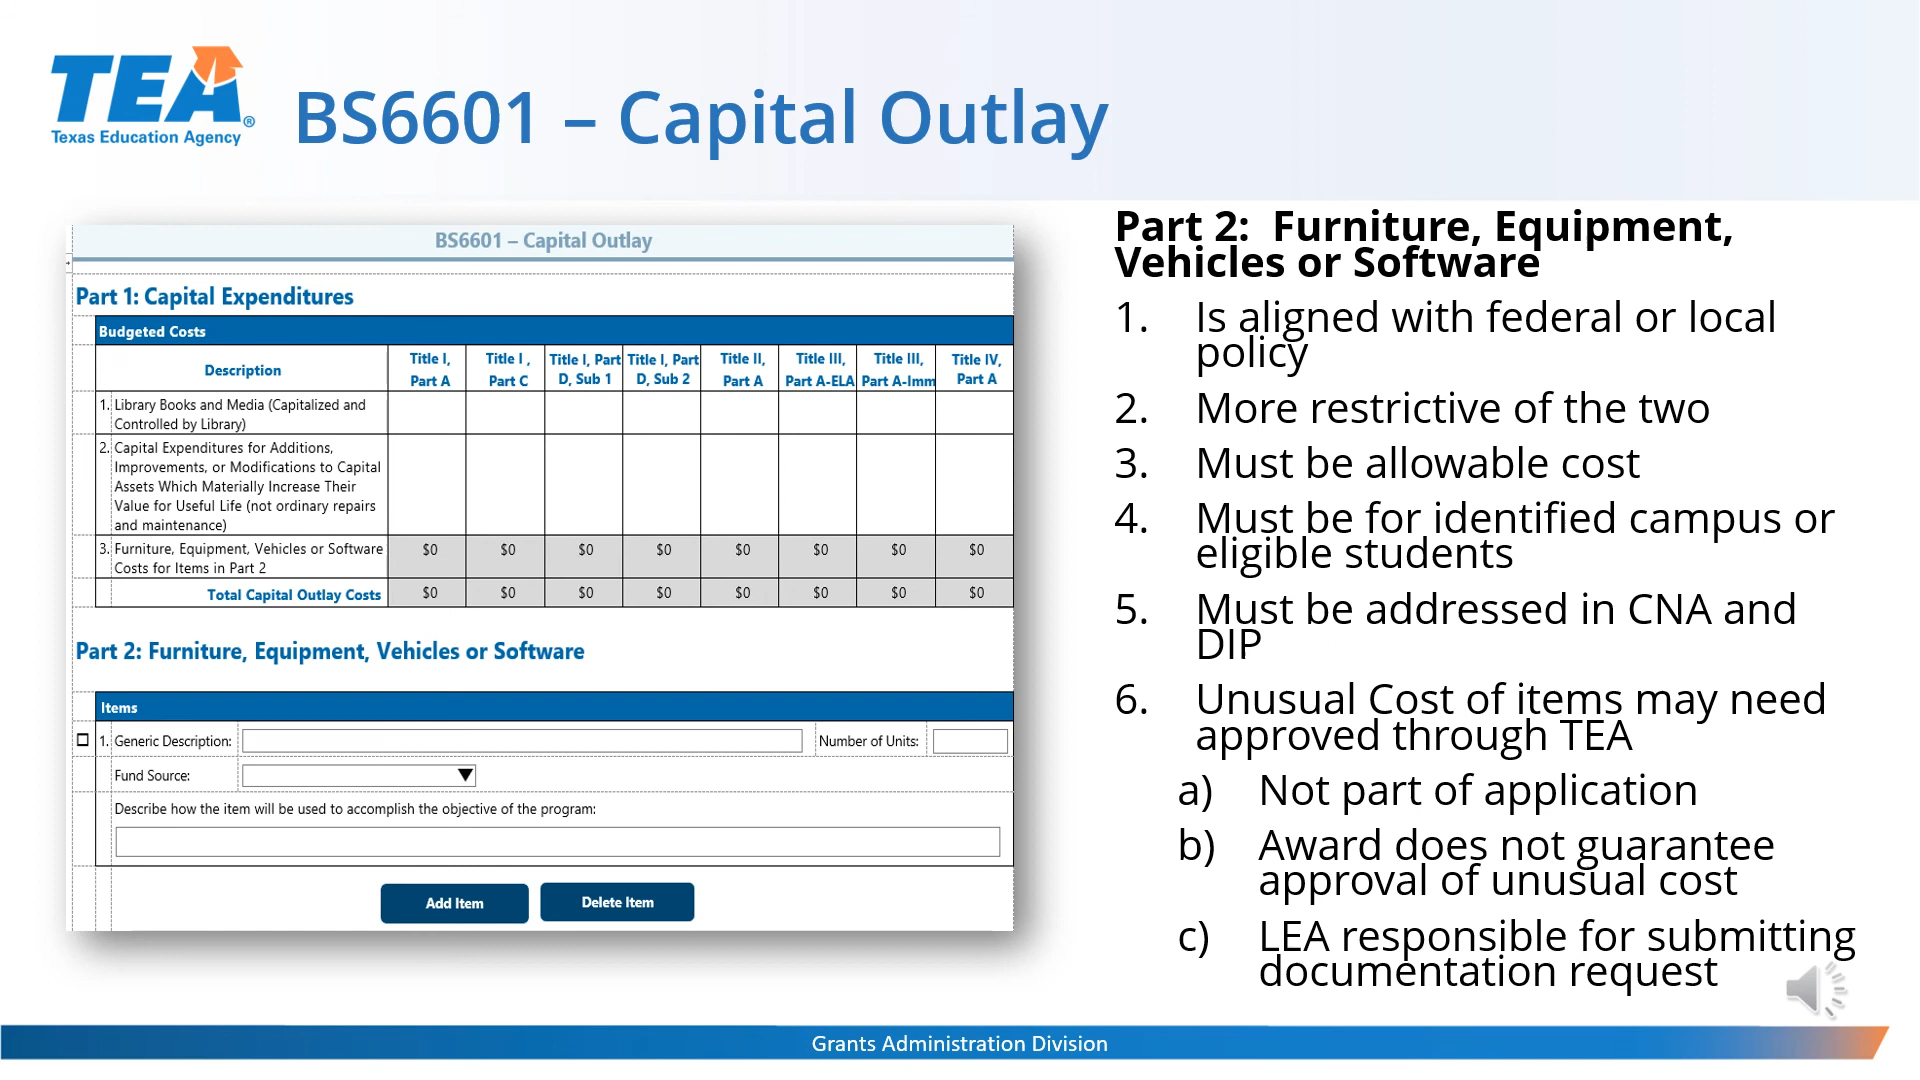 TEA®
Texas Education Agency
BS6601 – Capital Outlay
BS6601 – Capital Outlay
Part 1: Capital Expenditures
Budgeted Costs
Description
Title I, Part A
Title I , Part C
Title I, Part D, Sub 1
Title I, Part D, Sub 2
Title II, Part A
Title III, Part A-ELA
Title III, Part A-Imm
Title IV, Part A
1. Library Books and Media (Capitalized and
Controlled by Library)
2. Capital Expenditures for Additions,
Improvements, or Modifications to Capital
Assets Which Materially Increase Their
Value for Useful Life (not ordinary repairs
and maintenance)
3. Furniture, Equipment, Vehicles or Software
Costs for Items in Part 2
$0 $0 $0 $0 $0 $0 $0 $0
Total Capital Outlay Costs $0 $0 $0 $0 $0 $0 $0 $0
Part 2: Furniture, Equipment, Vehicles or Software
Items
1. Generic Description: Number of Units:
Fund Source:
Describe how the item will be used to accomplish the objective of the program:
Add Item Delete Item
Part 2: Furniture, Equipment,
Vehicles or Software
1. Is aligned with federal or local
policy
2. More restrictive of the two
3. Must be allowable cost
4. Must be for identified campus or
eligible students
5. Must be addressed in CNA and
DIP
6. Unusual Cost of items may need
approved through TEA
a) Not part of application
b) Award does not guarantee
approval of unusual cost
c) LEA responsible for submitting
documentation request
Grants Administration Division